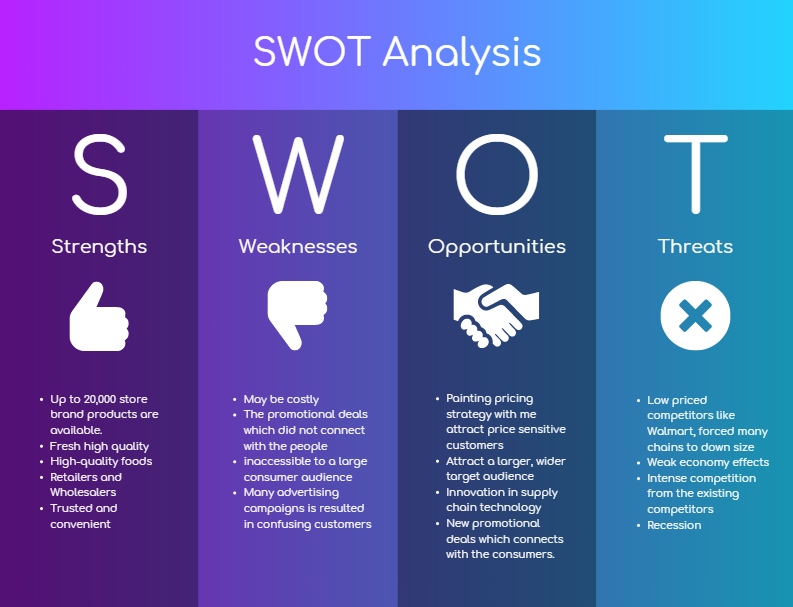 SWOT Analysis
S
Strengths
• Up to 20,000 store
brand products are
available.
• Fresh high quality
• High-quality foods
• Retailers and
Wholesalers
• Trusted and
convenient
W
Weaknesses
• May be costly
• The promotional deals
which did not connect
with the people
• inaccessible to a large
consumer audience
• Many advertising
campaigns is resulted
in confusing customers
O
Opportunities
• Painting pricing
strategy with me
attract price sensitive
customers
• Attract a larger, wider
target audience
• Innovation in supply
chain technology
• New promotional
deals which connects
with the consumers.
T
Threats
• Low priced
competitors like
Walmart, forced many
chains to down size
• Weak economy effects
• Intense competition
from the existing
competitors
• Recession